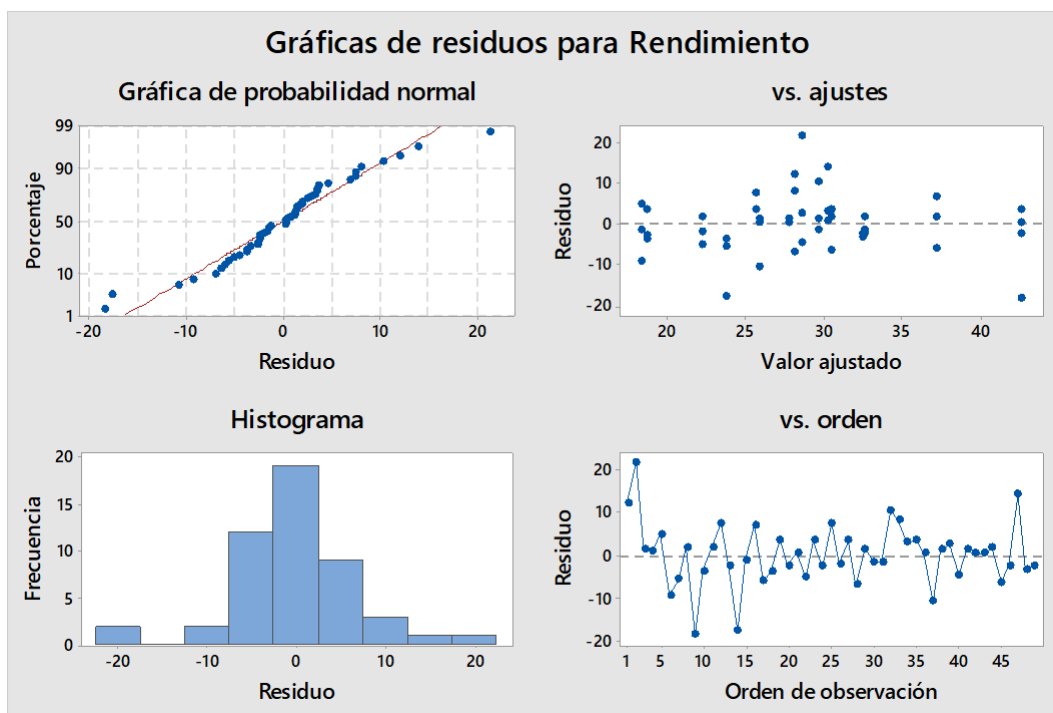 Gráficas de residuos para Rendimiento
Gráfica de probabilidad normal
99
90
50
10
1
Porcentaje
-20 -10 0 10 20
Residuo
vs. ajustes
20
10
0
-10
-20
Residuo
20 25 30 35 40
Valor ajustado
Histograma
20
15
10
5
0
Frecuencia
-20 -10 0 10 20
Residuo
vs. orden
20
10
0
-10
-20
Residuo
1 5 10 15 20 25 30 35 40 45
Orden de observación